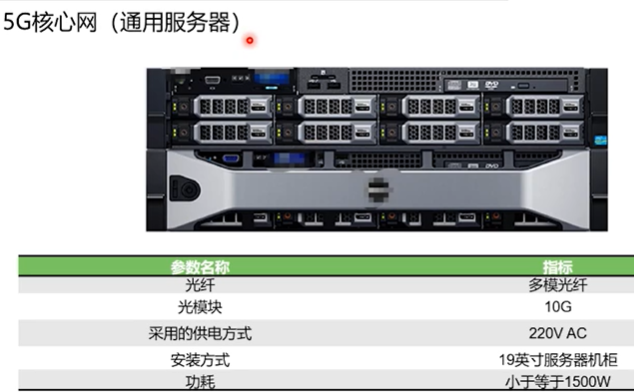 5G核心网（通用服务器）
参数名称 指标
光纤 多模光纤
光模块 10G
采用的供电方式 220V AC
安装方式 19英寸服务器机柜
功耗 小于等于1500W